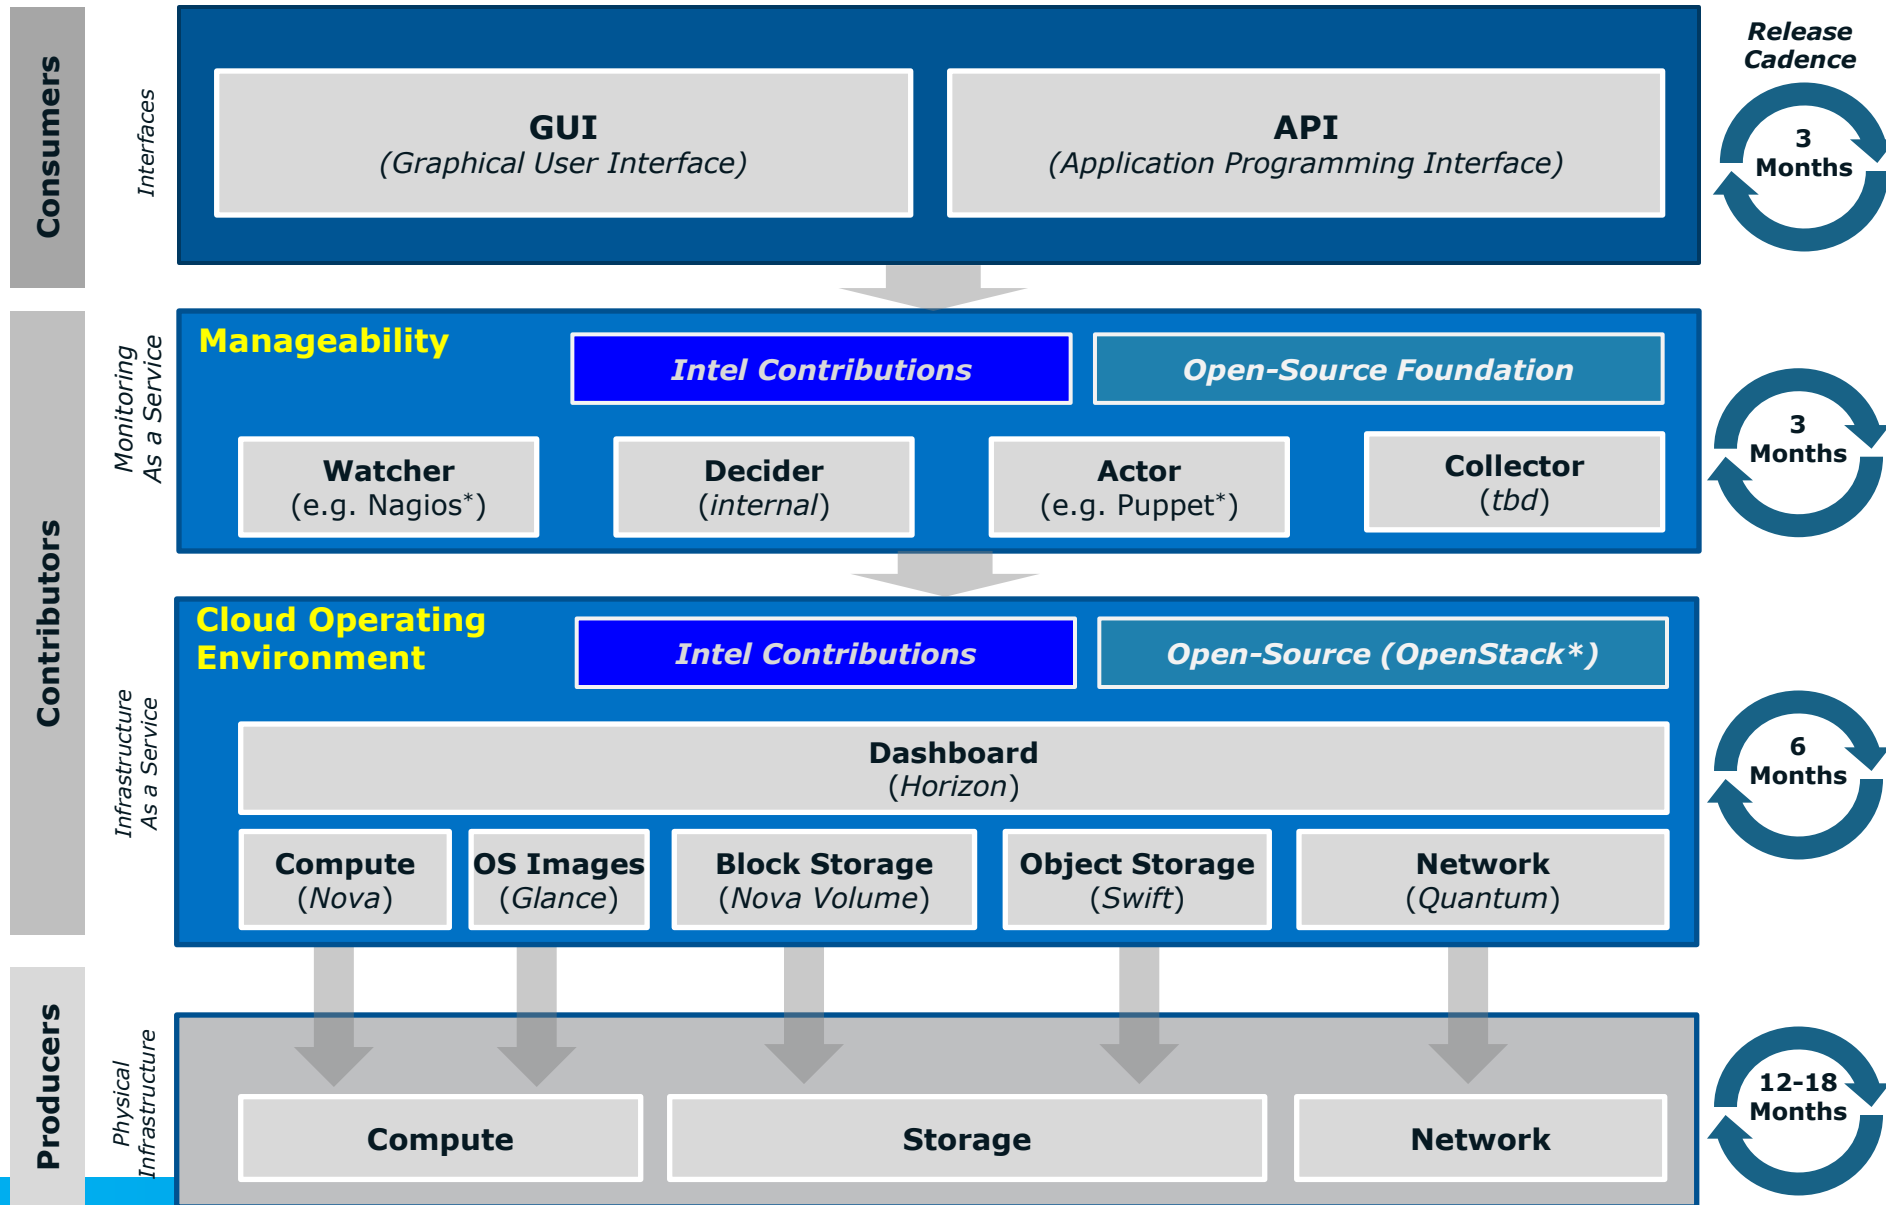 Release
Cadence
Consumers
Interfaces
GUI
(Graphical User Interface)
API
(Application Programming Interface)
3
Months
Contributors
Monitoring
As a Service
Manageability
Intel Contributions
Open-Source Foundation
Watcher
(e.g. Nagios*)
Decider
(internal)
Actor
(e.g. Puppet*)
Collector
(tbd)
3
Months
Infrastructure
As a Service
Cloud Operating
Environment
Intel Contributions
Open-Source (OpenStack*)
Dashboard
(Horizon)
Compute
(Nova)
OS Images
(Glance)
Block Storage
(Nova Volume)
Object Storage
(Swift)
Network
(Quantum)
6
Months
Producers
Physical
Infrastructure
Compute
Storage
Network
12-18
Months